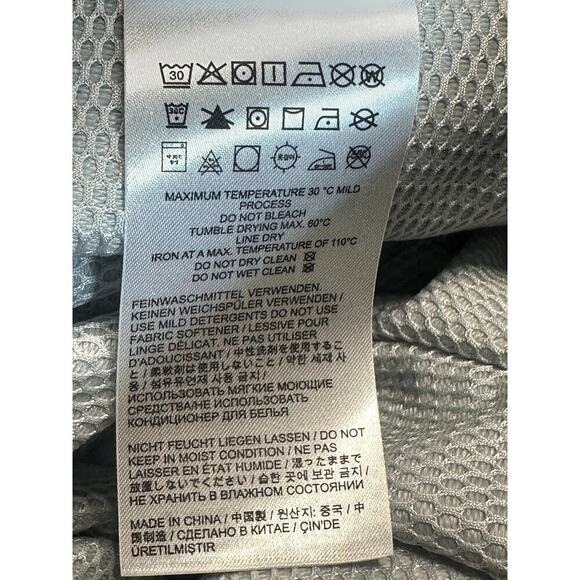 30
30C
MAXIMUM TEMPERATURE 30 °C MILD
PROCESS
DO NOT BLEACH
TUMBLE DRYING MAX. 60°C
LINE DRY
IRON AT A MAX. TEMPERATURE OF 110°C
DO NOT DRY CLEAN
DO NOT WET CLEAN
FEINWASCHMITTEL VERWENDEN.
KEINEN WEICHSPÜLER VERWENDEN /
USE MILD DETERGENTS DO NOT USE
FABRIC SOFTENER / LESSIVE POUR
LINGE DÉLICAT. NE PAS
D'ADOUCISSANT / 中性洗剤を使用するこ
と / 柔軟剤は使用しないこと / 약한 세제 사
용 / 섬유유연제 사용 금지 /
ИСПОЛЬЗОВАТЬ МЯГКИЕ МОЮЩИЕ
СРЕДСТВА/НЕ ИСПОЛЬЗОВАТЬ
КОНДИЦИОНЕР ДЛЯ БЕЛЬЯ
NICHT FEUCHT LIEGEN LASSEN / DO NOT
KEEP IN MOIST CONDITION / NE PAS
LAISSER EN ÉTAT HUMIDE / 湿ったままで
放置しないでください / 습한 곳에 보관 금지 /
НЕ ХРАНИТЬ В ВЛАЖНОМ СОСТОЯНИИ
MADE IN CHINA / 中国製 / 원산지: 중국 / 中
国制造 / СДЕЛАНО В КИТАЕ / ÇIN'DE
ÜRETILMIŞTIR